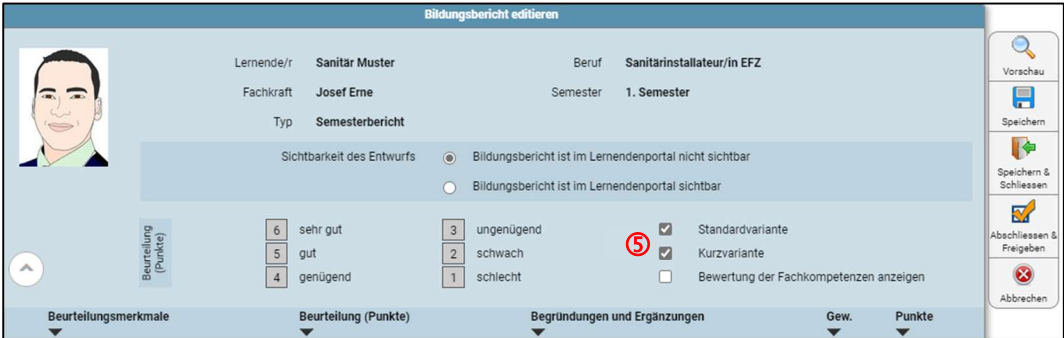 Bildungsbericht editieren
Lernende/r Sanitär Muster Beruf Sanitärinstallateur/in EFZ
Fachkraft Josef Erne Semester 1. Semester
Typ Semesterbericht
Sichtbarkeit des Entwurfs Bildungsbericht ist im Lernendenportal nicht sichtbar
Bildungsbericht ist im Lernendenportal sichtbar
Beurteilung
(Punkte)
6 sehr gut 3 ungenügend Standardvariante
5 gut 2 schwach ⑤ Kurzvariante
4 genügend 1 schlecht Bewertung der Fachkompetenzen anzeigen
Beurteilungsmerkmale Beurteilung (Punkte) Begründungen und Ergänzungen Gew. Punkte
Vorschau
Speichern
Speichern &
Schliessen
Abschliessen &
Freigeben
Abbrechen